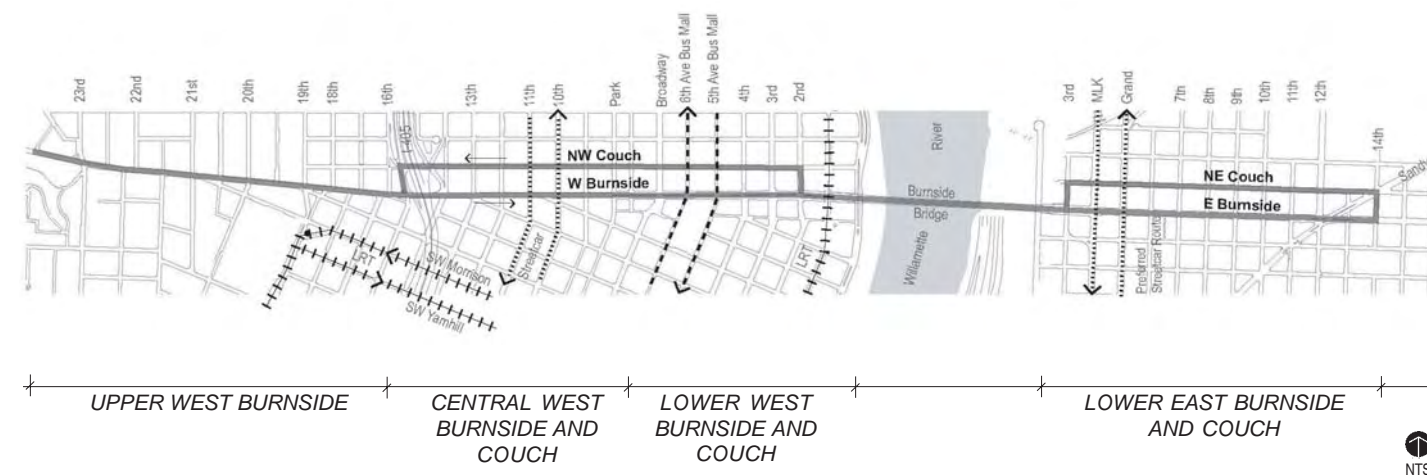 23rd
22nd
21st
20th
19th
18th
16th
13th
11th
10th
Park
Broadway
6th Ave Bus Mall
5th Ave Bus Mall
4th
3rd
2nd
3rd
MLK
Grand
7th
8th
9th
10th
11th
12th
14th
Sandy
I-405
NW Couch
W Burnside
River
Burnside
Bridge
Willamette
NE Couch
E Burnside
Streetcar
LRT
SW Morrison
SW Yamhill
LRT
Preferred
Streetcar Route
UPPER WEST BURNSIDE
CENTRAL WEST
BURNSIDE AND
COUCH
LOWER WEST
BURNSIDE AND
COUCH
LOWER EAST BURNSIDE
AND COUCH
NTS